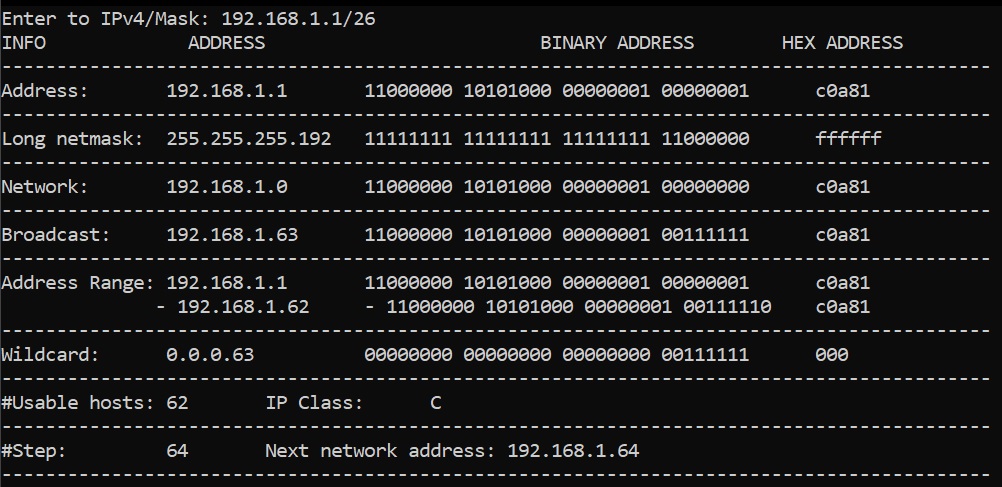 Enter to IPv4/Mask: 192.168.1.1/26
INFO ADDRESS BINARY ADDRESS HEX ADDRESS
------------------------------------------------------------------------------------------
Address: 192.168.1.1 11000000 10101000 00000001 00000001 c0a81
------------------------------------------------------------------------------------------
Long netmask: 255.255.255.192 11111111 11111111 11111111 11000000 ffffff
------------------------------------------------------------------------------------------
Network: 192.168.1.0 11000000 10101000 00000001 00000000 c0a81
------------------------------------------------------------------------------------------
Broadcast: 192.168.1.63 11000000 10101000 00000001 00111111 c0a81
------------------------------------------------------------------------------------------
Address Range: 192.168.1.1 11000000 10101000 00000001 00000001 c0a81
- 192.168.1.62 - 11000000 10101000 00000001 00111110 c0a81
------------------------------------------------------------------------------------------
Wildcard: 0.0.0.63 00000000 00000000 00000000 00111111 000
------------------------------------------------------------------------------------------
#Usable hosts: 62 IP Class: C
------------------------------------------------------------------------------------------
#Step: 64 Next network address: 192.168.1.64
------------------------------------------------------------------------------------------